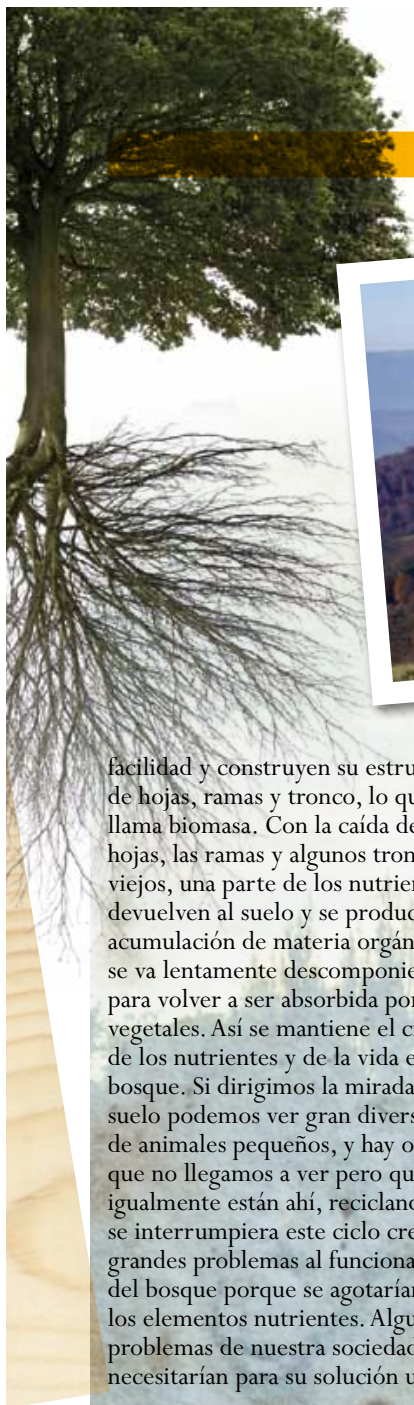 facilidad y construyen su estru
de hojas, ramas y tronco, lo qu
llama biomasa. Con la caída de
hojas, las ramas y algunos tron
viejos, una parte de los nutrien
devuelven al suelo y se produc
acumulación de materia orgán
se va lentamente descomponie
para volver a ser absorbida por
vegetales. Así se mantiene el ci
de los nutrientes y de la vida e
bosque. Si dirigimos la mirada
suelo podemos ver gran divers
de animales pequeños, y hay o
que no llegamos a ver pero qu
igualmente están ahí, reciclanc
se interrumpiera este ciclo cre
grandes problemas al funciona
del bosque porque se agotarían
los elementos nutrientes. Algu
problemas de nuestra sociedad
necesitarían para su solución u